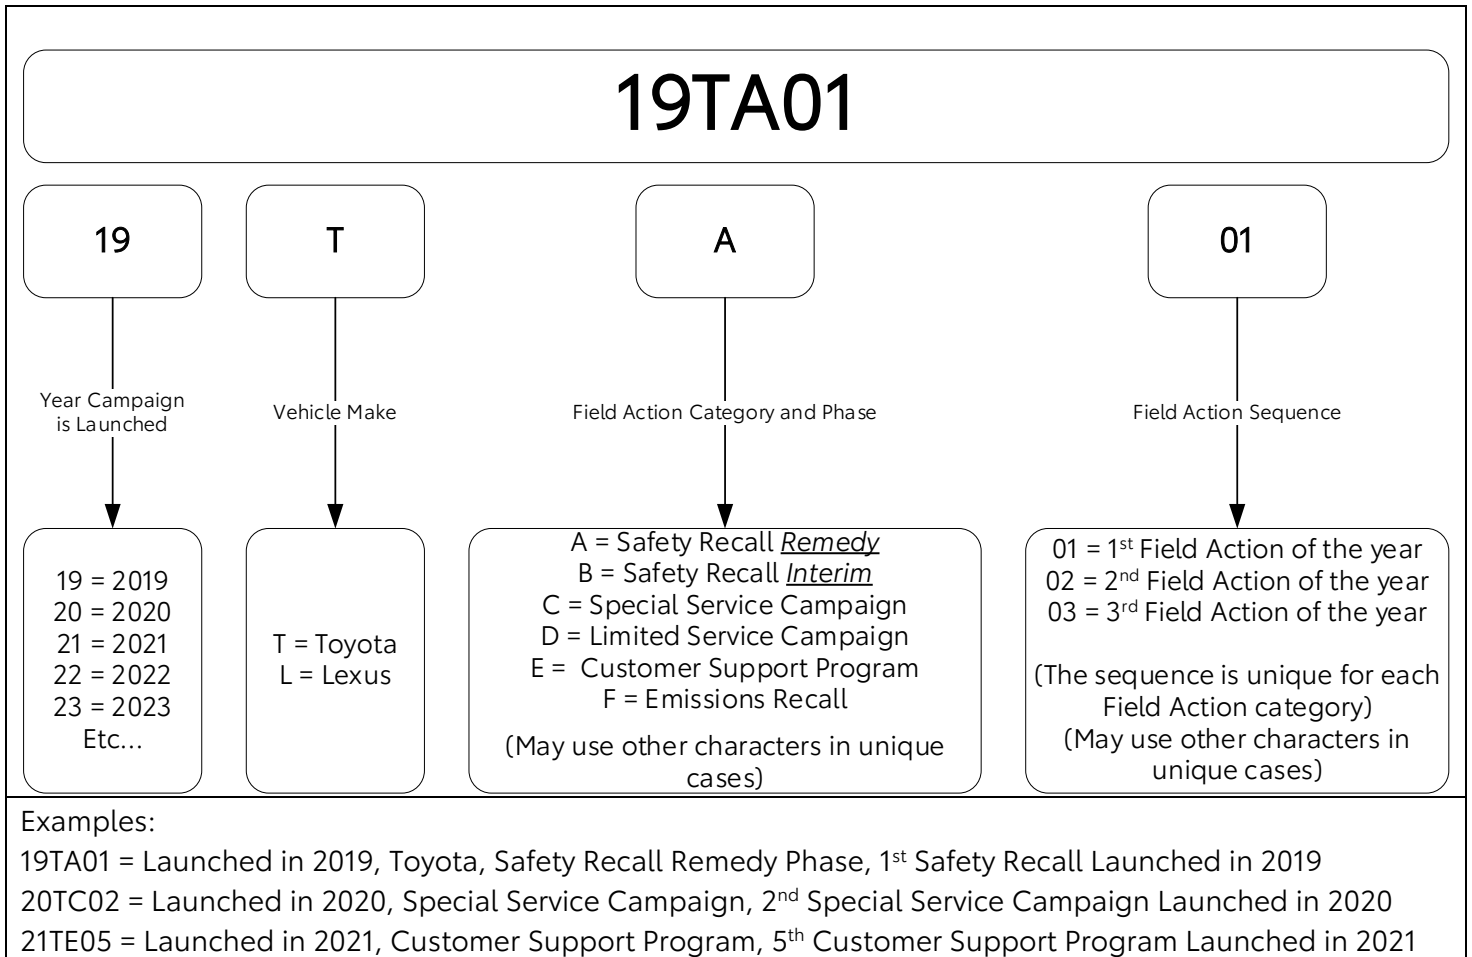 19TA01
19
T
A
01
Year Campaign
is Launched
Vehicle Make
Field Action Category and Phase
Field Action Sequence
19 = 2019
20 = 2020
21 = 2021
22 = 2022
23 = 2023
Etc...
T = Toyota
L = Lexus
A = Safety Recall Remedy
B = Safety Recall Interim
C = Special Service Campaign
D = Limited Service Campaign
E =  Customer Support Program
F = Emissions Recall
(May use other characters in unique
cases)
01 = 1st Field Action of the year
02 = 2nd Field Action of the year
03 = 3rd Field Action of the year
(The sequence is unique for each
Field Action category)
(May use other characters in
unique cases)
Examples:
19TA01 = Launched in 2019, Toyota, Safety Recall Remedy Phase, 1st Safety Recall Launched in 2019
20TC02 = Launched in 2020, Special Service Campaign, 2nd Special Service Campaign Launched in 2020
21TE05 = Launched in 2021, Customer Support Program, 5th Customer Support Program Launched in 2021